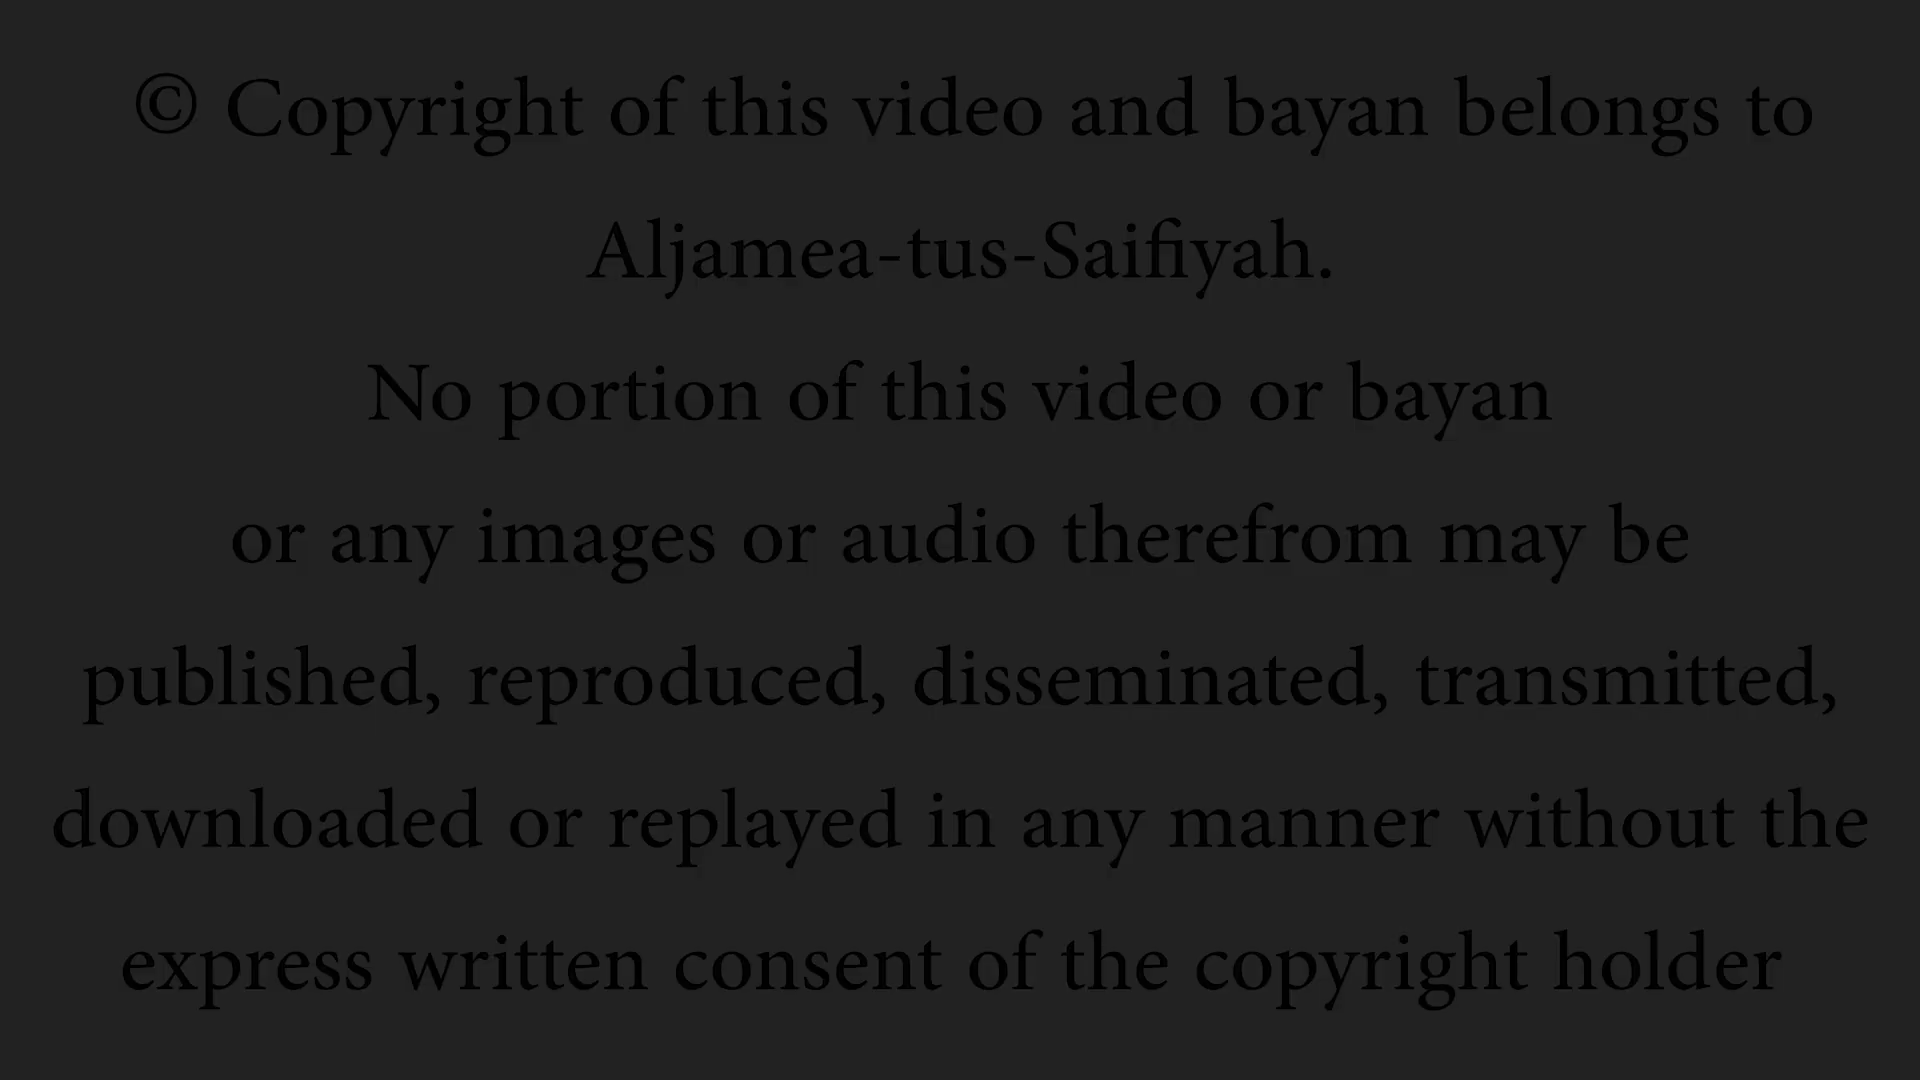 © Copyright of this video and bayan belongs to
Aljamea-tus-Saifiyah.
No portion of this video or bayan
or any images or audio therefrom may be
published, reproduced, disseminated, transmitted,
downloaded or replayed in any manner without the
express written consent of the copyright holder